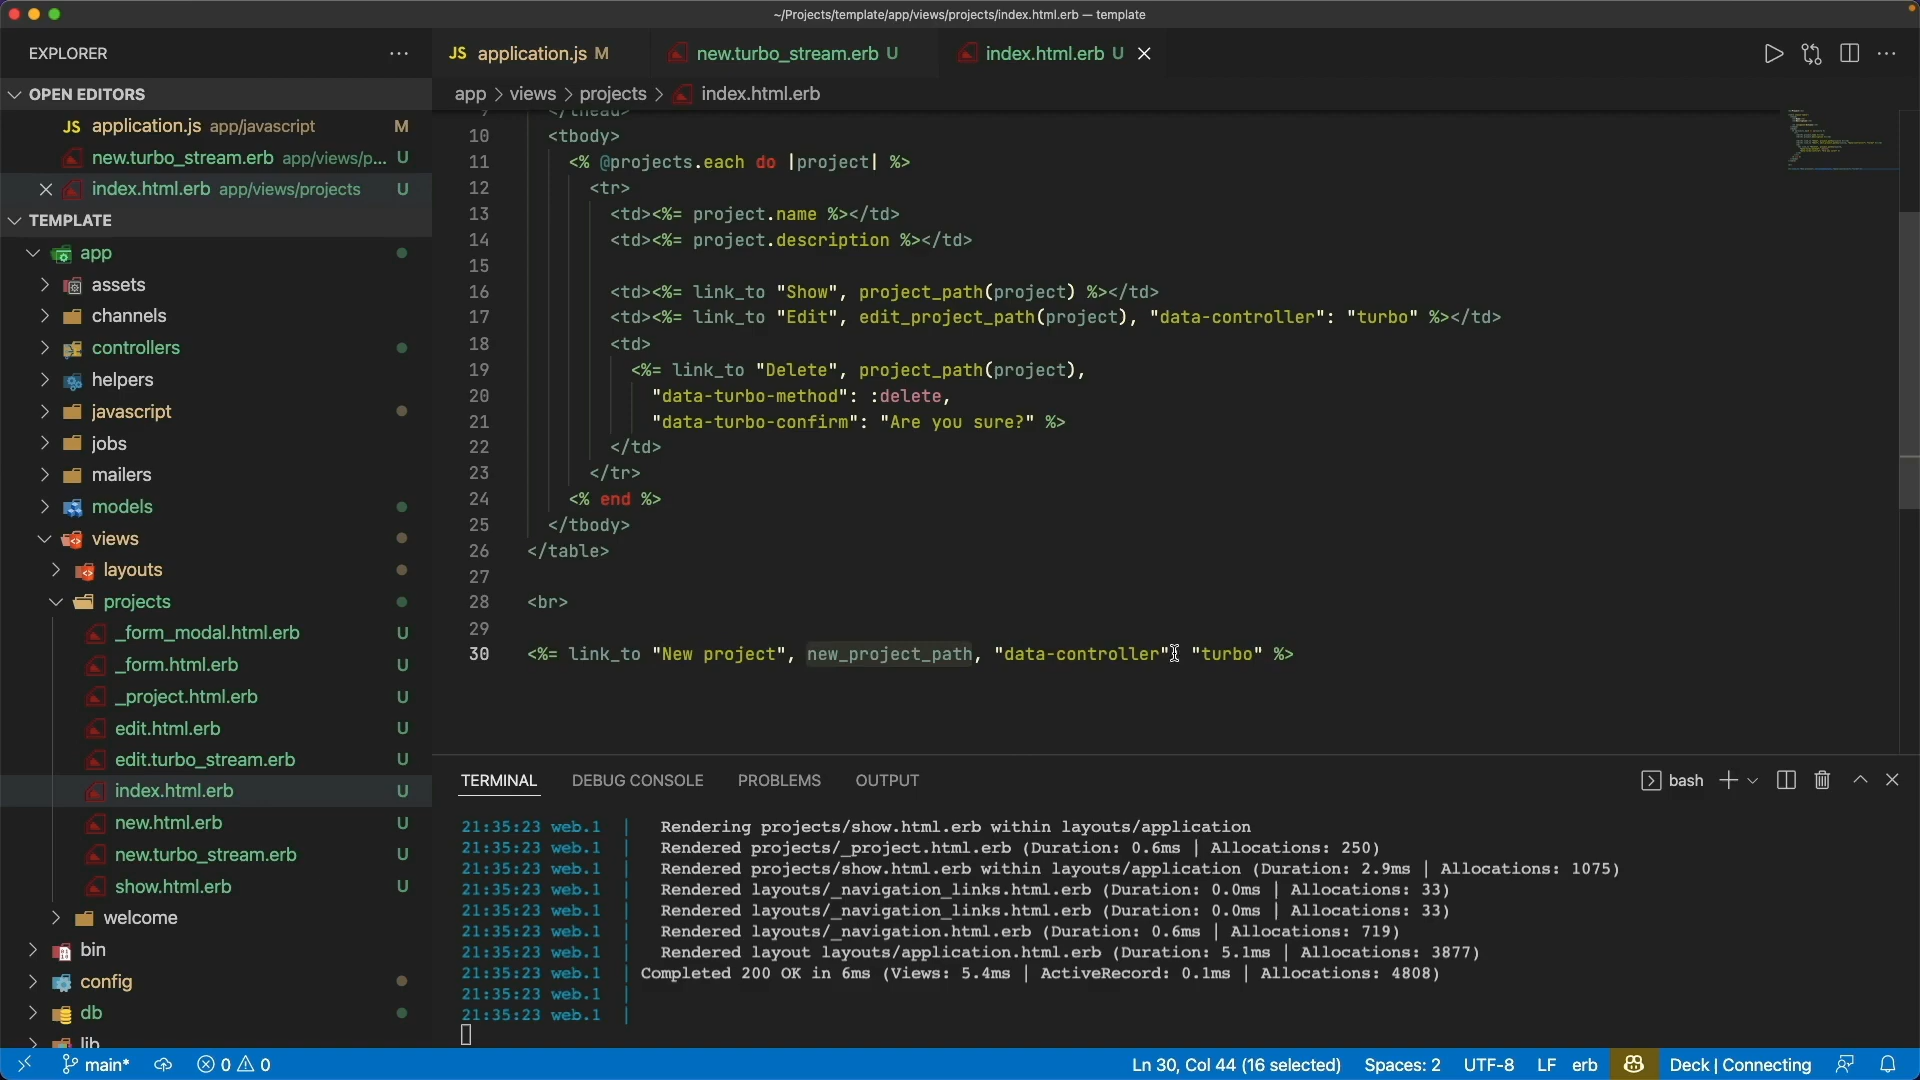 ~/Projects/template/app/views/projects/index.html.erb — template
EXPLORER
JS application.js M
new.turbo_stream.erb U
index.html.erb U
OPEN EDITORS
app > views > projects > index.html.erb
JS application.js app/javascript M
new.turbo_stream.erb app/views/p... U
index.html.erb app/views/projects U
TEMPLATE
app
assets
channels
controllers
helpers
javascript
jobs
mailers
models
views
layouts
projects
_form_modal.html.erb U
_form.html.erb U
_project.html.erb U
edit.html.erb U
edit.turbo_stream.erb U
index.html.erb U
new.html.erb U
new.turbo_stream.erb U
show.html.erb U
welcome
bin
config
db
lib
9 </thead>
10 <tbody>
11 <% @projects.each do |project| %>
12 <tr>
13 <td><%= project.name %></td>
14 <td><%= project.description %></td>
15
16 <td><%= link_to "Show", project_path(project) %></td>
17 <td><%= link_to "Edit", edit_project_path(project), "data-controller": "turbo" %></td>
18 <td>
19 <%= link_to "Delete", project_path(project),
20 "data-turbo-method": :delete,
21 "data-turbo-confirm": "Are you sure?" %>
22 </td>
23 </tr>
24 <% end %>
25 </tbody>
26 </table>
27
28 <br>
29
30 <%= link_to "New project", new_project_path, "data-controller": "turbo" %>
TERMINAL DEBUG CONSOLE PROBLEMS OUTPUT
bash
21:35:23 web.1 | Rendering projects/show.html.erb within layouts/application
21:35:23 web.1 | Rendered projects/_project.html.erb (Duration: 0.6ms | Allocations: 250)
21:35:23 web.1 | Rendered projects/show.html.erb within layouts/application (Duration: 2.9ms | Allocations: 1075)
21:35:23 web.1 | Rendered layouts/_navigation_links.html.erb (Duration: 0.0ms | Allocations: 33)
21:35:23 web.1 | Rendered layouts/_navigation_links.html.erb (Duration: 0.0ms | Allocations: 33)
21:35:23 web.1 | Rendered layouts/_navigation.html.erb (Duration: 0.6ms | Allocations: 719)
21:35:23 web.1 | Rendered layout layouts/application.html.erb (Duration: 5.1ms | Allocations: 3877)
21:35:23 web.1 | Completed 200 OK in 6ms (Views: 5.4ms | ActiveRecord: 0.1ms | Allocations: 4808)
21:35:23 web.1 |
21:35:23 web.1 |
main* 0 0 Ln 30, Col 44 (16 selected) Spaces: 2 UTF-8 LF erb Deck | Connecting